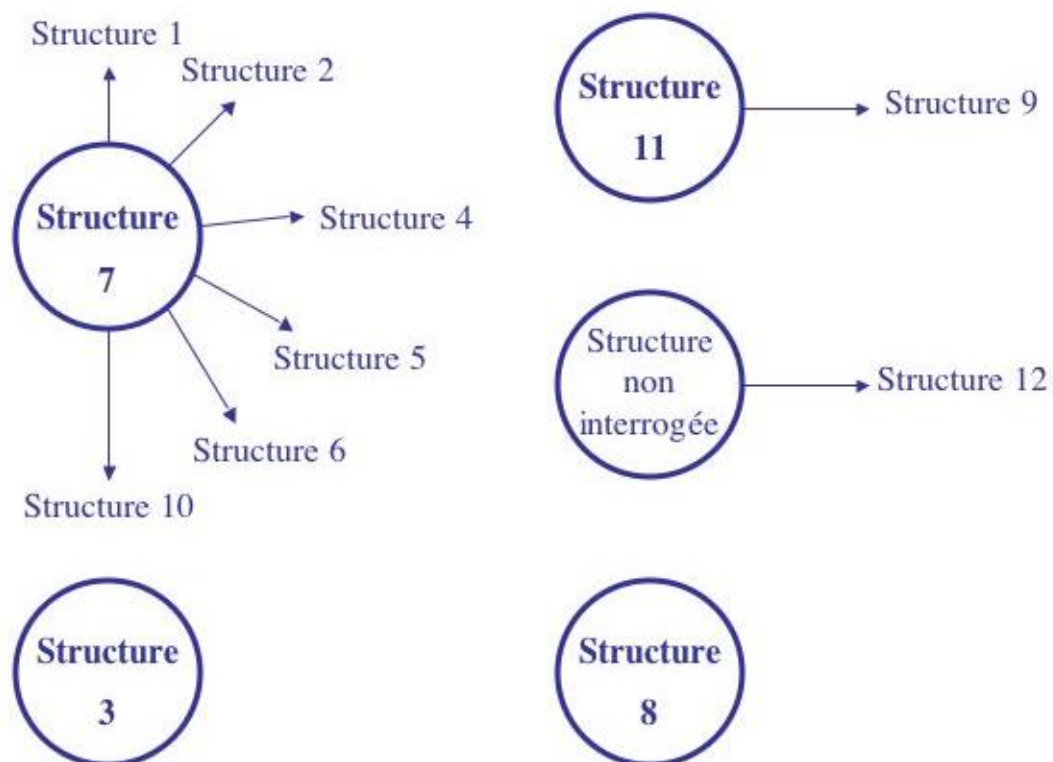 Structure 1
Structure 2
Structure
7
Structure 4
Structure 5
Structure 6
Structure 10
Structure
11
Structure 9
Structure
non
interrogée
Structure 12
Structure
3
Structure
8